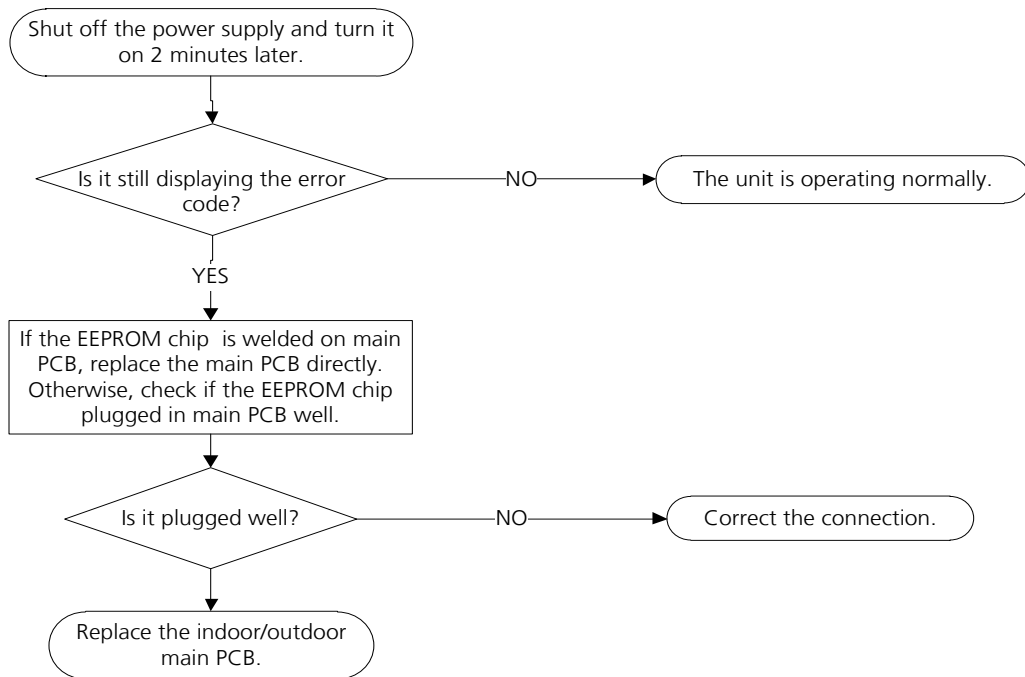 Shut off the power supply and turn it
on 2 minutes later.
Is it still displaying the error
code?
NO
The unit is operating normally.
YES
If the EEPROM chip  is welded on main
PCB, replace the main PCB directly.
Otherwise, check if the EEPROM chip
plugged in main PCB well.
Is it plugged well?
NO
Correct the connection.
Replace the indoor/outdoor
main PCB.